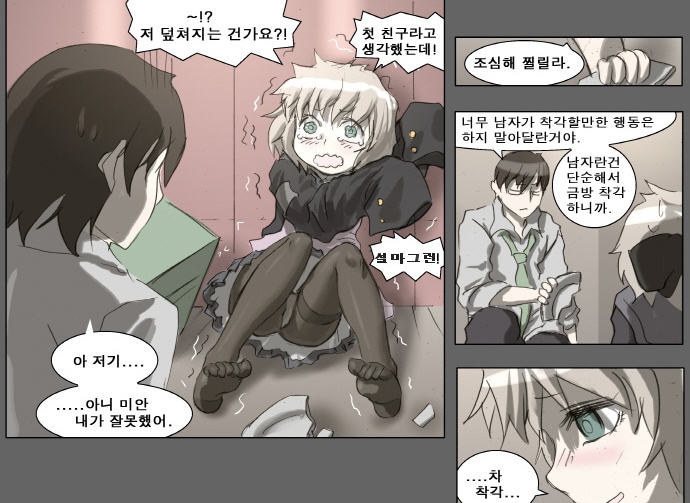 ~!?
저 덮쳐지는 건가요?!
첫 친구라고
생각했는데!
설마그런!
아 저기....
.....아니 미안
내가 잘못했어.
조심해 찔릴라.
너무 남자가 착각할만한 행동은
하지 말아달란거야.
남자란건
단순해서
금방 착각
하니까.
....차
착각...